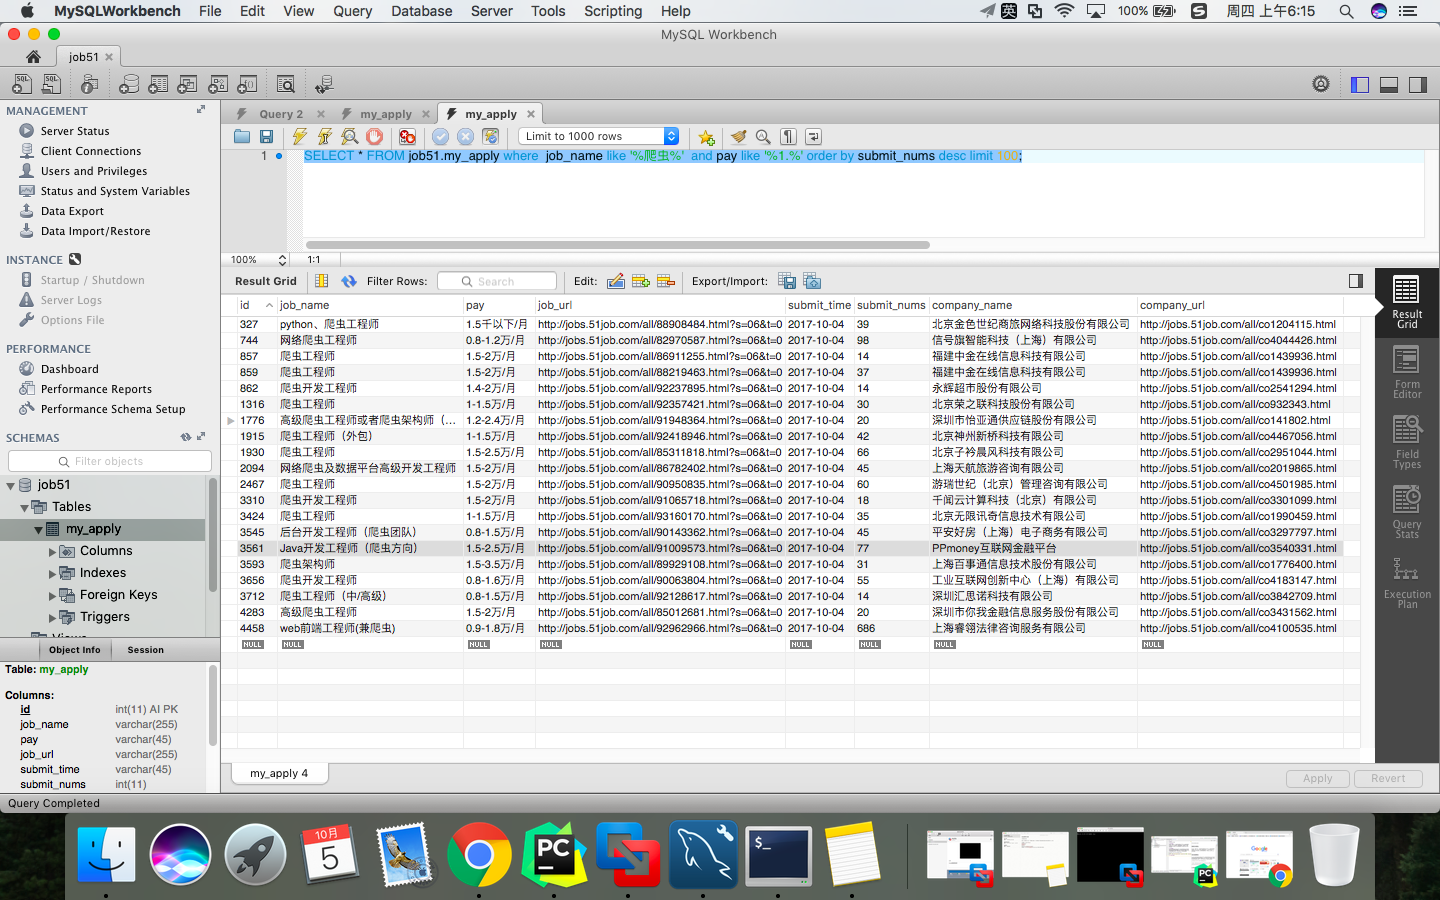 MySQLWorkbench File Edit View Query Database Server Tools Scripting Help 英 100% S 周四 上午6:15
MySQL Workbench
job51
MANAGEMENT
Server Status
Client Connections
Users and Privileges
Status and System Variables
Data Export
Data Import/Restore
INSTANCE
Startup / Shutdown
Server Logs
Options File
PERFORMANCE
Dashboard
Performance Reports
Performance Schema Setup
SCHEMAS
Filter objects
job51
Tables
my_apply
Columns
Indexes
Foreign Keys
Triggers
Views
Object Info Session
Table: my_apply
Columns:
id int(11) AI PK
job_name varchar(255)
pay varchar(45)
job_url varchar(255)
submit_time varchar(45)
submit_nums int(11)
Query Completed
Query 2 my_apply my_apply
Limit to 1000 rows
1 SELECT * FROM job51.my_apply where job_name like '%爬虫%' and pay like '%1.%' order by submit_nums desc limit 100;
100% 1:1
Result Grid Filter Rows: Search Edit: Export/Import:
id job_name pay job_url submit_time submit_nums company_name company_url
327 python、爬虫工程师 1.5千以下/月 http://jobs.51job.com/all/88908484.html?s=06&t=0 2017-10-04 39 北京金色世纪商旅网络科技股份有限公司 http://jobs.51job.com/all/co1204115.html
744 网络爬虫工程师 0.8-1.2万/月 http://jobs.51job.com/all/82970587.html?s=06&t=0 2017-10-04 98 信号旗智能科技（上海）有限公司 http://jobs.51job.com/all/co4044426.html
857 爬虫工程师 1.5-2万/月 http://jobs.51job.com/all/86911255.html?s=06&t=0 2017-10-04 14 福建中金在线信息科技有限公司 http://jobs.51job.com/all/co1439936.html
859 爬虫工程师 1.5-2万/月 http://jobs.51job.com/all/88219463.html?s=06&t=0 2017-10-04 37 福建中金在线信息科技有限公司 http://jobs.51job.com/all/co1439936.html
862 爬虫开发工程师 1.4-2万/月 http://jobs.51job.com/all/92237895.html?s=06&t=0 2017-10-04 14 永辉超市股份有限公司 http://jobs.51job.com/all/co2541294.html
1316 爬虫工程师 1-1.5万/月 http://jobs.51job.com/all/92357421.html?s=06&t=0 2017-10-04 30 北京荣之联科技股份有限公司 http://jobs.51job.com/all/co932343.html
1776 高级爬虫工程师或者爬虫架构师（... 1.2-2.4万/月 http://jobs.51job.com/all/91948364.html?s=06&t=0 2017-10-04 20 深圳市怡亚通供应链股份有限公司 http://jobs.51job.com/all/co141802.html
1915 爬虫工程师（外包） 1-1.5万/月 http://jobs.51job.com/all/92418946.html?s=06&t=0 2017-10-04 42 北京神州新桥科技有限公司 http://jobs.51job.com/all/co4467056.html
1930 爬虫工程师 1.5-2.5万/月 http://jobs.51job.com/all/85311818.html?s=06&t=0 2017-10-04 66 北京子衿晨风科技有限公司 http://jobs.51job.com/all/co2951044.html
2094 网络爬虫及数据平台高级开发工程师 1.5-2万/月 http://jobs.51job.com/all/86782402.html?s=06&t=0 2017-10-04 45 上海天航旅游咨询有限公司 http://jobs.51job.com/all/co2019865.html
2467 爬虫工程师 1.5-2万/月 http://jobs.51job.com/all/90950835.html?s=06&t=0 2017-10-04 60 游瑞世纪（北京）管理咨询有限公司 http://jobs.51job.com/all/co4501985.html
3310 爬虫开发工程师 1.5-2万/月 http://jobs.51job.com/all/91065718.html?s=06&t=0 2017-10-04 18 千闻云计算科技（北京）有限公司 http://jobs.51job.com/all/co3301099.html
3424 爬虫工程师 1-1.5万/月 http://jobs.51job.com/all/93160170.html?s=06&t=0 2017-10-04 35 北京无限讯奇信息技术有限公司 http://jobs.51job.com/all/co1990459.html
3545 后台开发工程师（爬虫团队） 0.8-1.5万/月 http://jobs.51job.com/all/90143362.html?s=06&t=0 2017-10-04 45 平安好房（上海）电子商务有限公司 http://jobs.51job.com/all/co3297797.html
3561 Java开发工程师（爬虫方向） 1.5-2.5万/月 http://jobs.51job.com/all/91009573.html?s=06&t=0 2017-10-04 77 PPmoney互联网金融平台 http://jobs.51job.com/all/co3540331.html
3593 爬虫架构师 1.5-3.5万/月 http://jobs.51job.com/all/89929108.html?s=06&t=0 2017-10-04 31 上海百事通信息技术股份有限公司 http://jobs.51job.com/all/co1776400.html
3656 爬虫开发工程师 0.8-1.6万/月 http://jobs.51job.com/all/90063804.html?s=06&t=0 2017-10-04 55 工业互联网创新中心（上海）有限公司 http://jobs.51job.com/all/co4183147.html
3712 爬虫工程师（中/高级） 0.8-1.5万/月 http://jobs.51job.com/all/92128617.html?s=06&t=0 2017-10-04 14 深圳汇思诺科技有限公司 http://jobs.51job.com/all/co3842709.html
4283 高级爬虫工程师 1.5-2万/月 http://jobs.51job.com/all/85012681.html?s=06&t=0 2017-10-04 20 深圳市你我金融信息服务股份有限公司 http://jobs.51job.com/all/co3431562.html
4458 web前端工程师(兼爬虫) 0.9-1.8万/月 http://jobs.51job.com/all/92962966.html?s=06&t=0 2017-10-04 686 上海睿翎法律咨询服务有限公司 http://jobs.51job.com/all/co4100535.html
NULL NULL NULL NULL NULL NULL NULL NULL
Result Grid
Form Editor
Field Types
Query Stats
Execution Plan
my_apply 4 Apply Revert
10月
5
PC
$_
PC